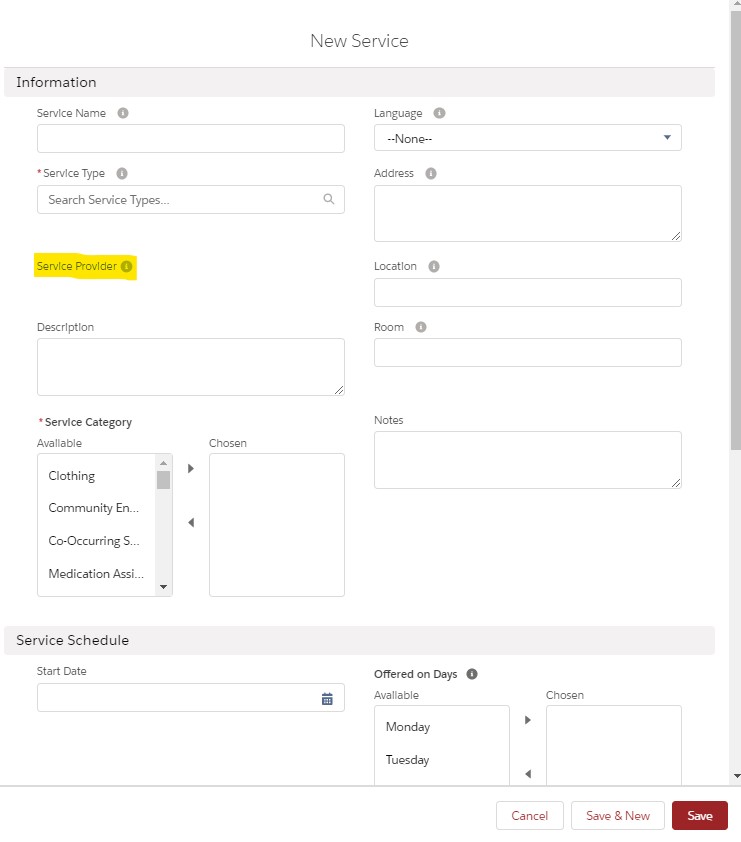 New Service
Information
Service Name
Language
--None--
*Service Type
Search Service Types...
Address
Service Provider
Location
Description
Room
*Service Category
Available
Chosen
Clothing
Community En...
Co-Occurring S...
Medication Assi...
Notes
Service Schedule
Start Date
Offered on Days
Available
Chosen
Monday
Tuesday
Cancel
Save & New
Save